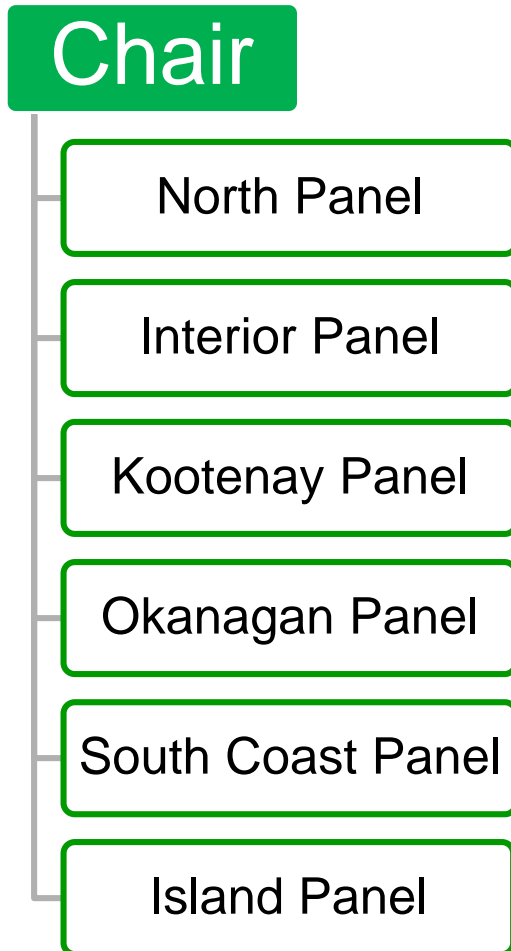 Chair
North Panel
Interior Panel
Kootenay Panel
Okanagan Panel
South Coast Panel
Island Panel